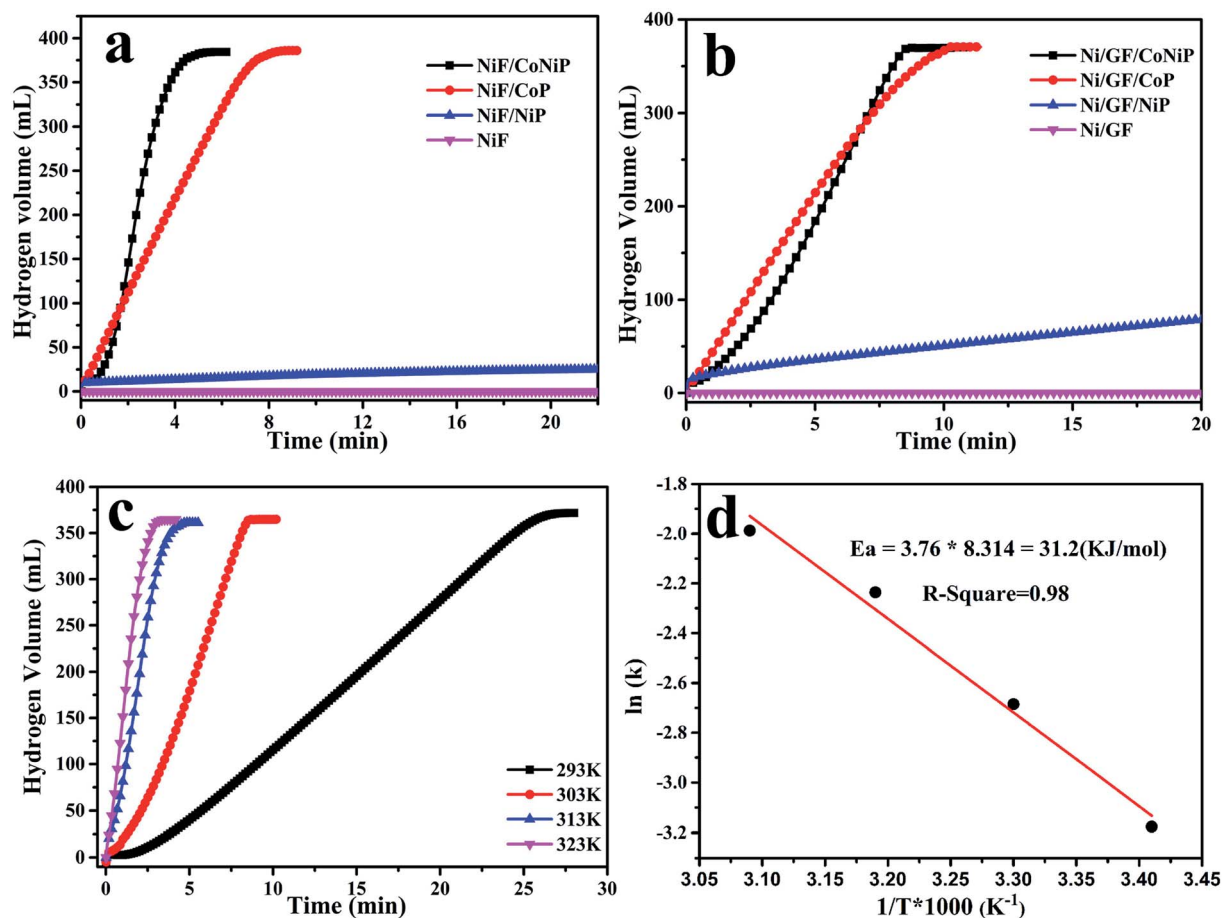 a
NiF/CoNiP
NiF/CoP
NiF/NiP
NiF
Hydrogen volume (mL)
400
350
300
250
200
150
100
50
0
0 4 8 12 16 20
Time (min)
b
Ni/GF/CoNiP
Ni/GF/CoP
Ni/GF/NiP
Ni/GF
Hydrogen Volume (mL)
400
300
200
100
0
0 5 10 15 20
Time (min)
c
293K
303K
313K
323K
Hydrogen Volume (mL)
400
350
300
250
200
150
100
50
0
0 5 10 15 20 25 30
Time (min)
d
Ea = 3.76 * 8.314 = 31.2(KJ/mol)
R-Square=0.98
ln (k)
-1.8
-2.0
-2.2
-2.4
-2.6
-2.8
-3.0
-3.2
3.05 3.10 3.15 3.20 3.25 3.30 3.35 3.40 3.45
1/T*1000 (K⁻¹)